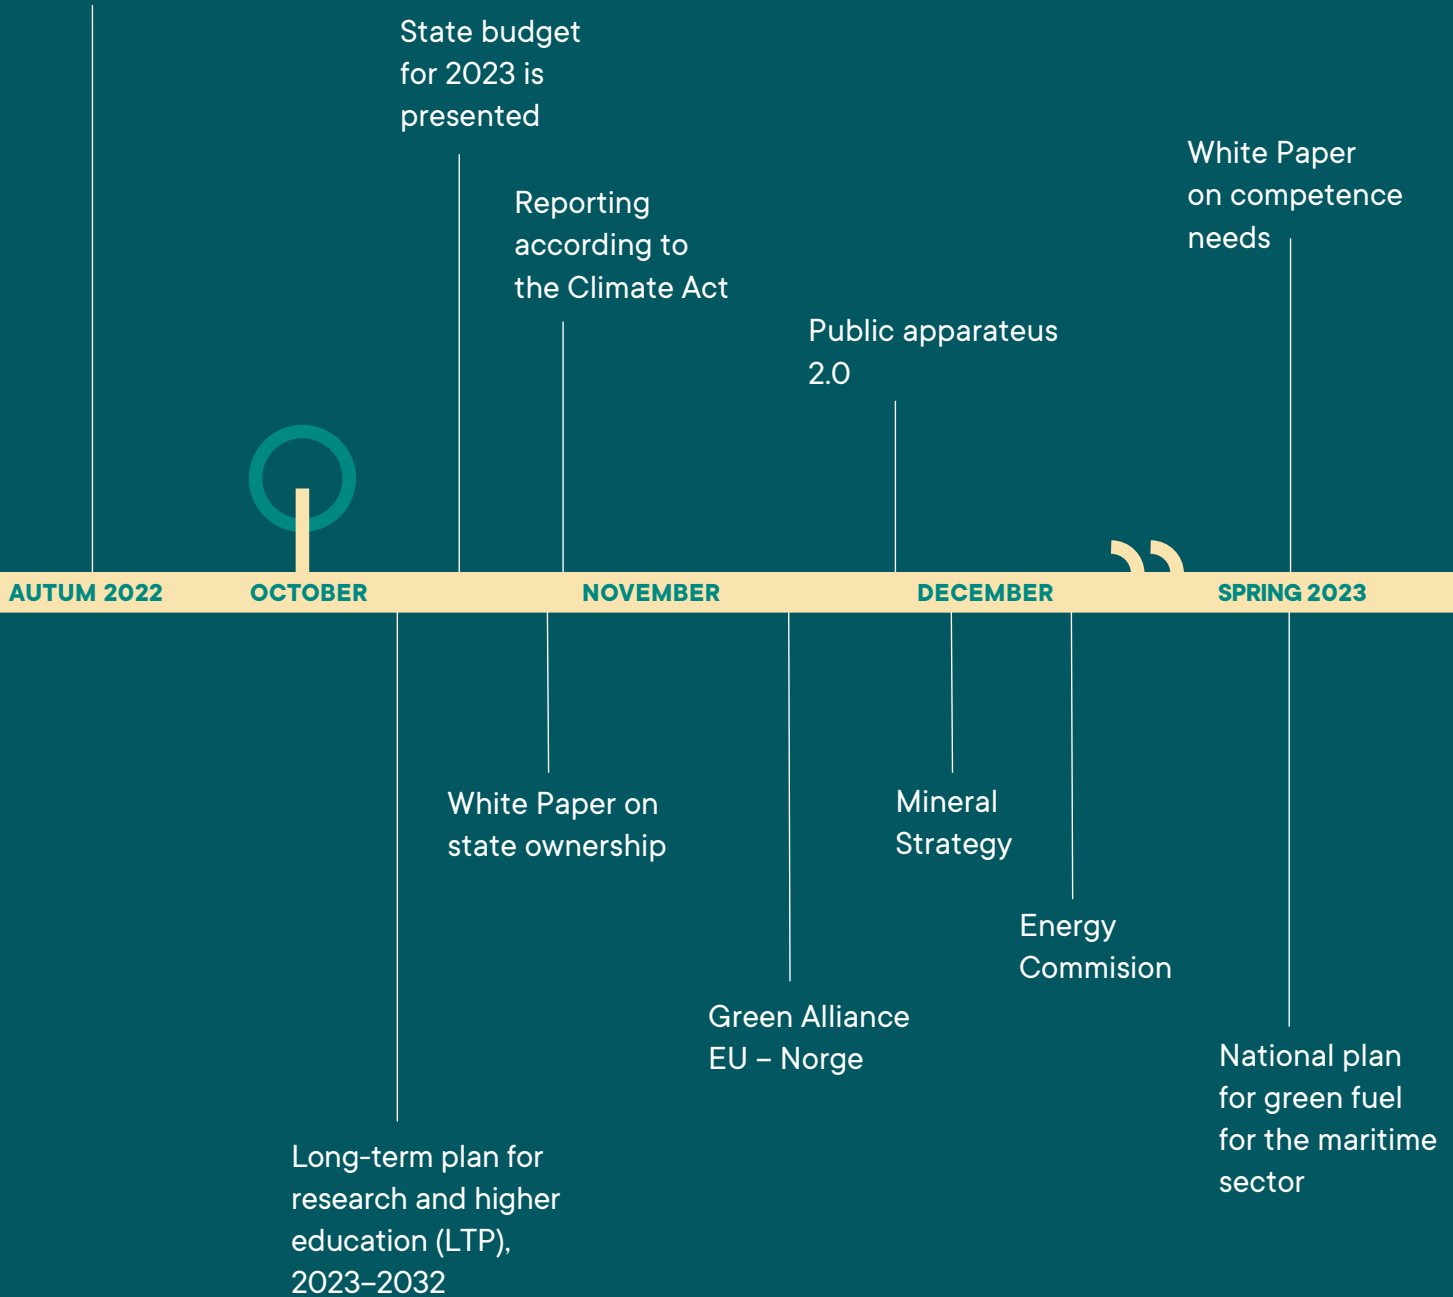 State budget
for 2023 is
presented
Reporting
according to
the Climate Act
White Paper
on competence
needs
Public apparateus
2.0
AUTUM 2022
OCTOBER
NOVEMBER
DECEMBER
SPRING 2023
White Paper on
state ownership
Mineral
Strategy
Energy
Commision
Green Alliance
EU – Norge
National plan
for green fuel
for the maritime
sector
Long-term plan for
research and higher
education (LTP),
2023–2032